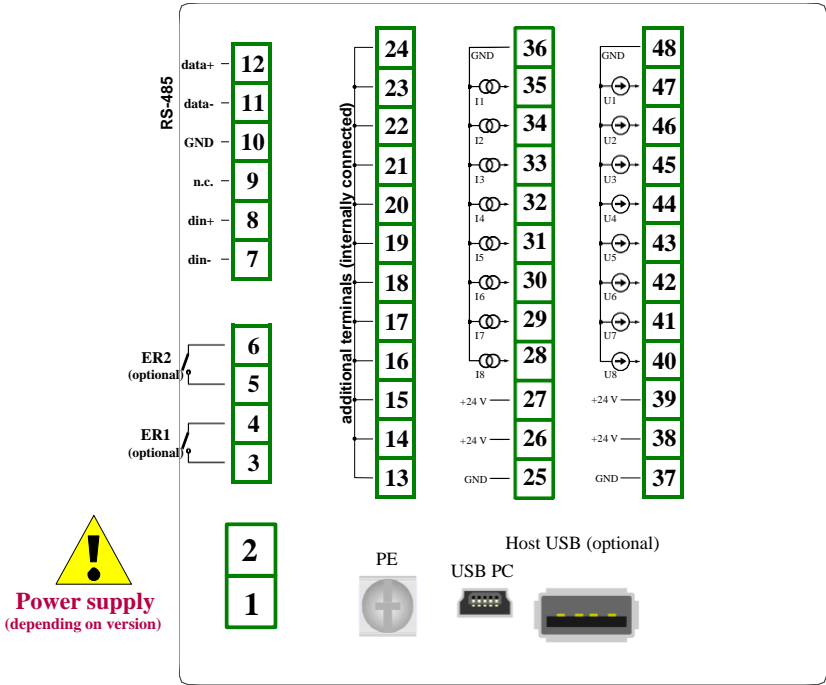 RS-485
data+ 12
data- 11
GND 10
n.c. 9
din+ 8
din- 7
ER2
(optional)
6
5
ER1
(optional)
4
3
2
1
Power supply
(depending on version)
additional terminals (internally connected)
24
23
22
21
20
19
18
17
16
15
14
13
GND 36
I1 35
I2 34
I3 33
I4 32
I5 31
I6 30
I7 29
I8 28
+24 V 27
+24 V 26
GND 25
GND 48
U1 47
U2 46
U3 45
U4 44
U5 43
U6 42
U7 41
U8 40
+24 V 39
+24 V 38
GND 37
PE
USB PC
Host USB (optional)